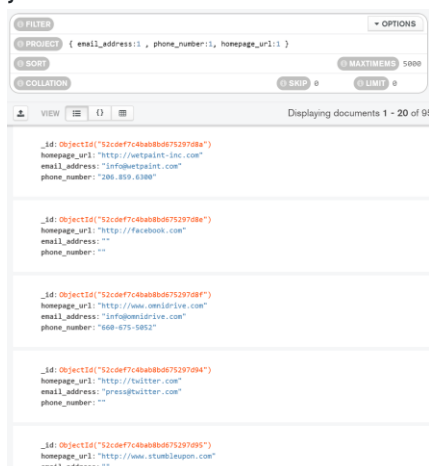 FILTER
OPTIONS
PROJECT { email_address:1 , phone_number:1, homepage_url:1 }
SORT
MAXTIMEMS 5000
COLLATION
SKIP 0
LIMIT 0
VIEW {}
Displaying documents 1 - 20 of 95
_id: ObjectId("52cdef7c4bab8bd675297d8a")
homepage_url: "http://wetpaint-inc.com"
email_address: "info@wetpaint.com"
phone_number: "206.859.6300"
_id: ObjectId("52cdef7c4bab8bd675297d8e")
homepage_url: "http://facebook.com"
email_address: ""
phone_number: ""
_id: ObjectId("52cdef7c4bab8bd675297d8f")
homepage_url: "http://www.omnidrive.com"
email_address: "info@omnidrive.com"
phone_number: "660-675-5052"
_id: ObjectId("52cdef7c4bab8bd675297d94")
homepage_url: "http://twitter.com"
email_address: "press@twitter.com"
phone_number: ""
_id: ObjectId("52cdef7c4bab8bd675297d95")
homepage_url: "http://www.stumbleupon.com"